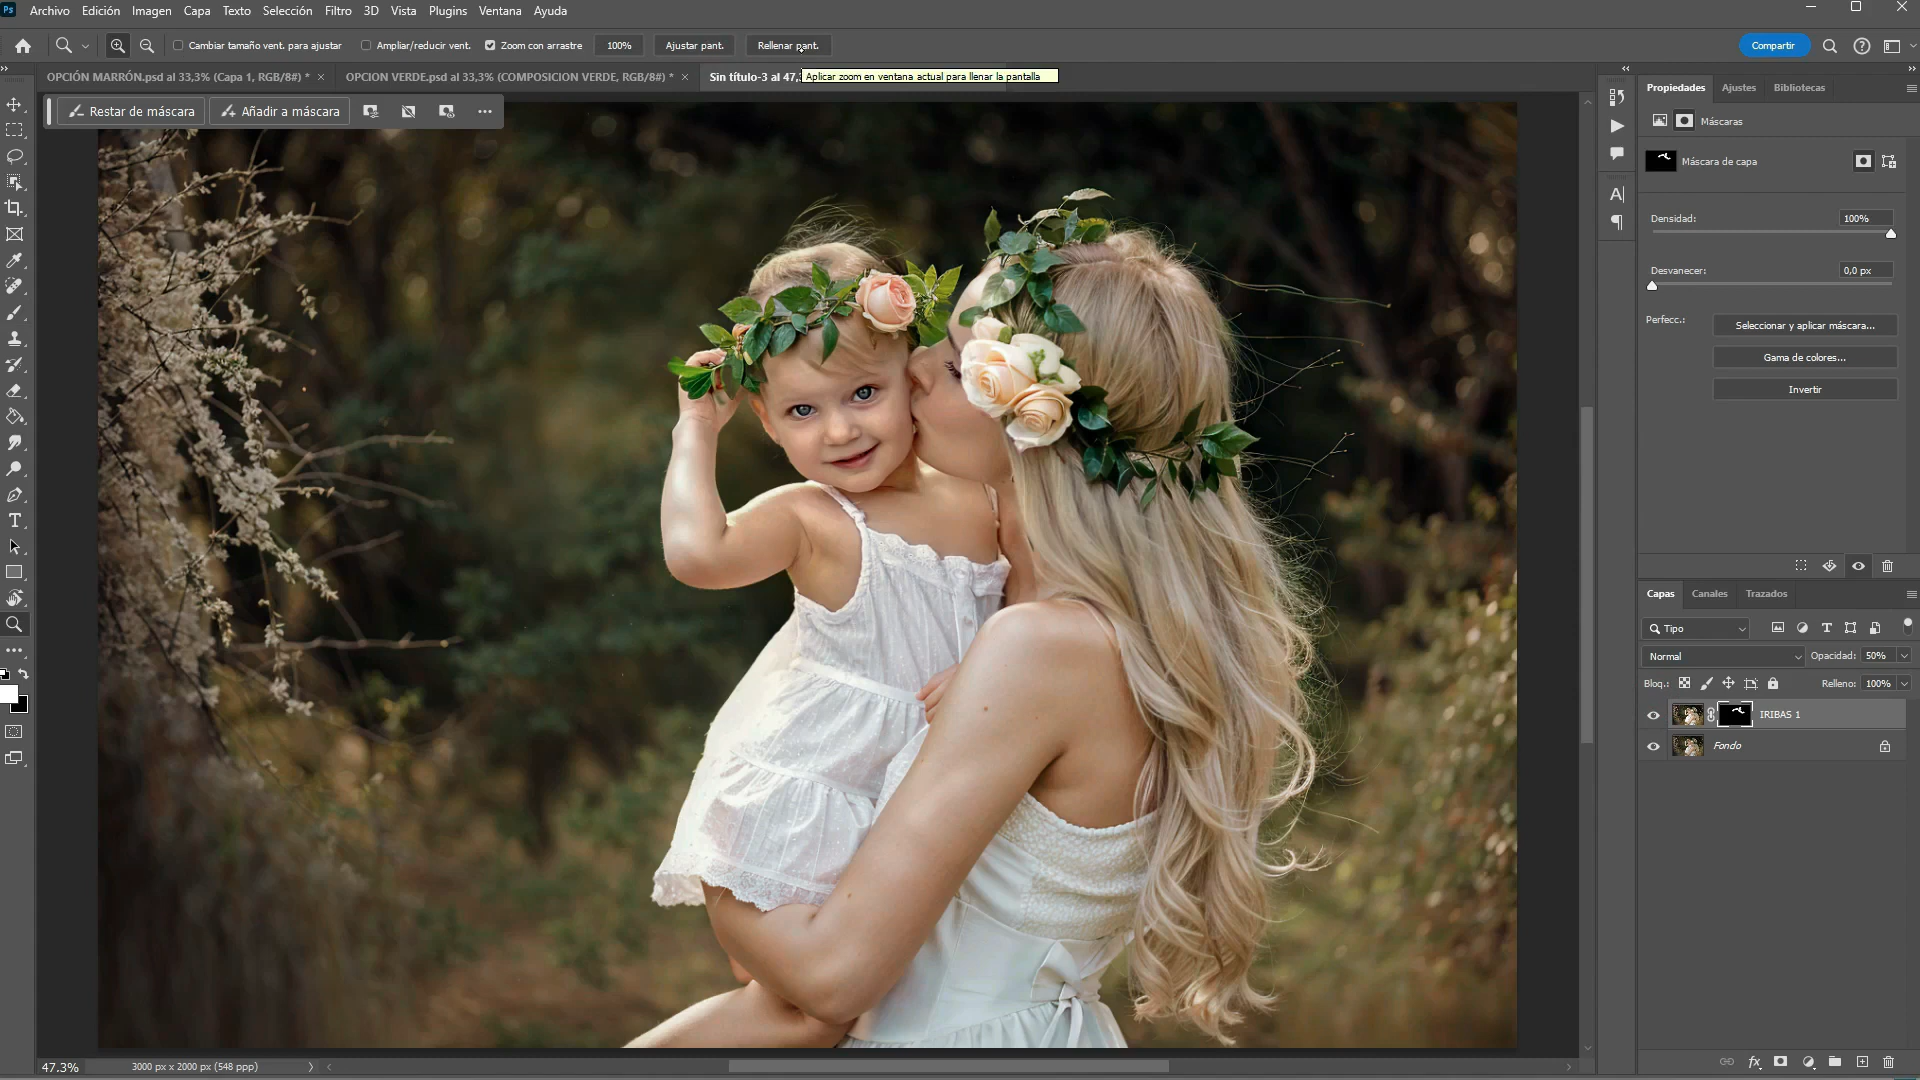 Ps Archivo Edición Imagen Capa Texto Selección Filtro 3D Vista Plugins Ventana Ayuda
Cambiar tamaño vent. para ajustar Ampliar/reducir vent. Zoom con arrastre 100% Ajustar pant. Rellenar pant. Compartir
OPCIÓN MARRÓN.psd al 33,3% (Capa 1, RGB/8#) * OPCION VERDE.psd al 33,3% (COMPOSICION VERDE, RGB/8#) * Sin título-3 al 47,
Aplicar zoom en ventana actual para llenar la pantalla
Restar de máscara Añadir a máscara
Propiedades Ajustes Bibliotecas
Máscaras
Máscara de capa
Densidad: 100%
Desvanecer: 0,0 px
Perfecc.: Seleccionar y aplicar máscara...
Gama de colores...
Invertir
Capas Canales Trazados
Tipo
Normal Opacidad: 50%
Bloq.: Relleno: 100%
IRIBAS 1
Fondo
fx
47.3% 3000 px x 2000 px (548 ppp)